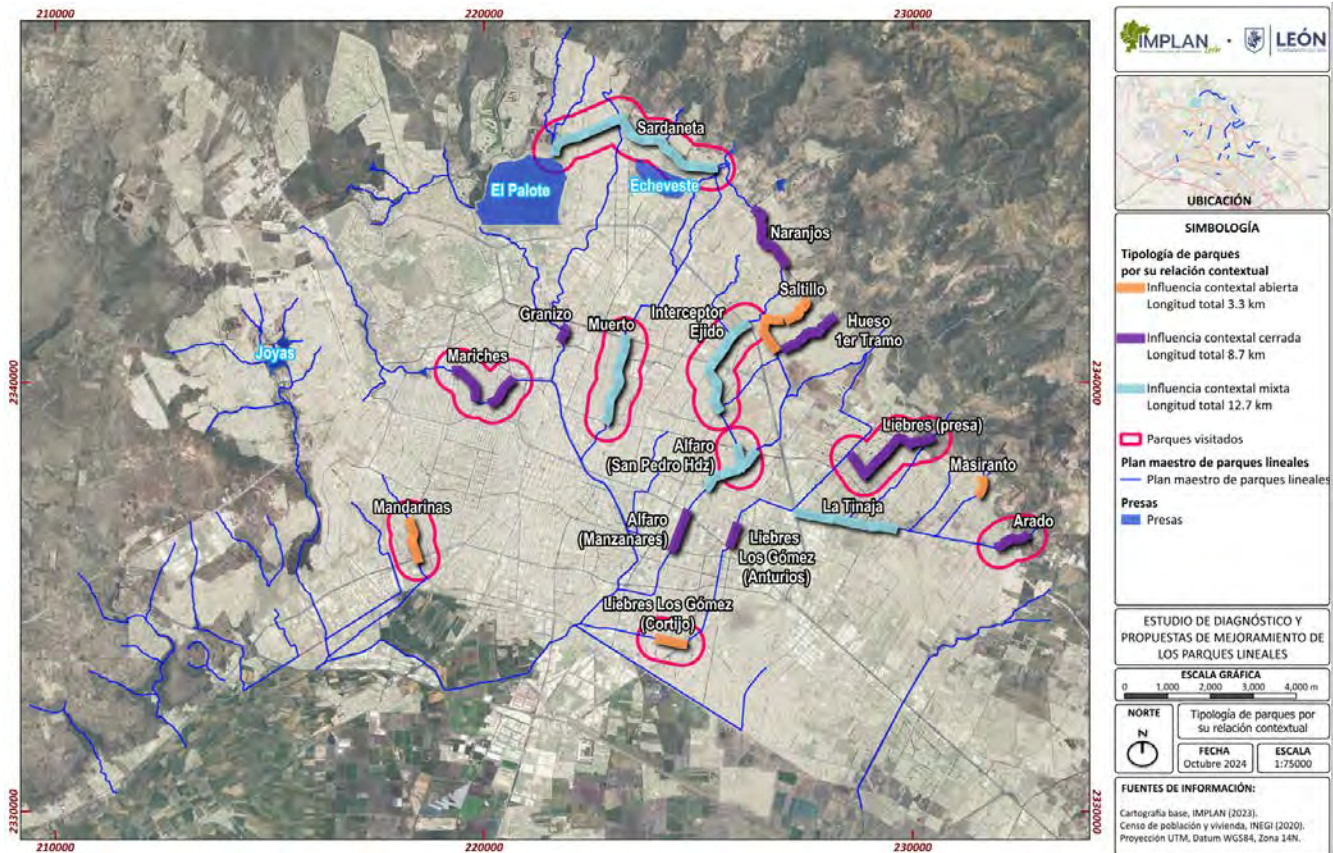 210000
220000
230000
2340000
2330000
2340000
2330000
210000
220000
230000
Sardaneta
El Palote
Echeveste
Naranjos
Saltillo
Granizo
Muerto
Interceptor
Ejido
Hueso
1er Tramo
Joyas
Mariches
Liebres (presa)
Alfaro
(San Pedro Hdz)
Masiranto
Mandarinas
La Tinaja
Alfaro
(Manzanares)
Arado
Liebres
Los Gómez
(Anturios)
Liebres Los Gómez
(Cortijo)
IMPLAN
León
LEÓN
UBICACIÓN
SIMBOLOGÍA
Tipología de parques
por su relación contextual
Influencia contextal abierta
Longitud total 3.3 km
Influencia contextal cerrada
Longitud total 8.7 km
Influencia contextal mixta
Longitud total 12.7 km
Parques visitados
Plan maestro de parques lineales
Plan maestro de parques lineales
Presas
Presas
ESTUDIO DE DIAGNÓSTICO Y
PROPUESTAS DE MEJORAMIENTO DE
LOS PARQUES LINEALES
ESCALA GRÁFICA
0 1,000 2,000 3,000 4,000 m
NORTE
N
Tipología de parques por
su relación contextual
FECHA
Octubre 2024
ESCALA
1:75000
FUENTES DE INFORMACIÓN:
Cartografía base, IMPLAN (2023).
Censo de población y vivienda, INEGI (2020).
Proyección UTM, Datum WGS84, Zona 14N.